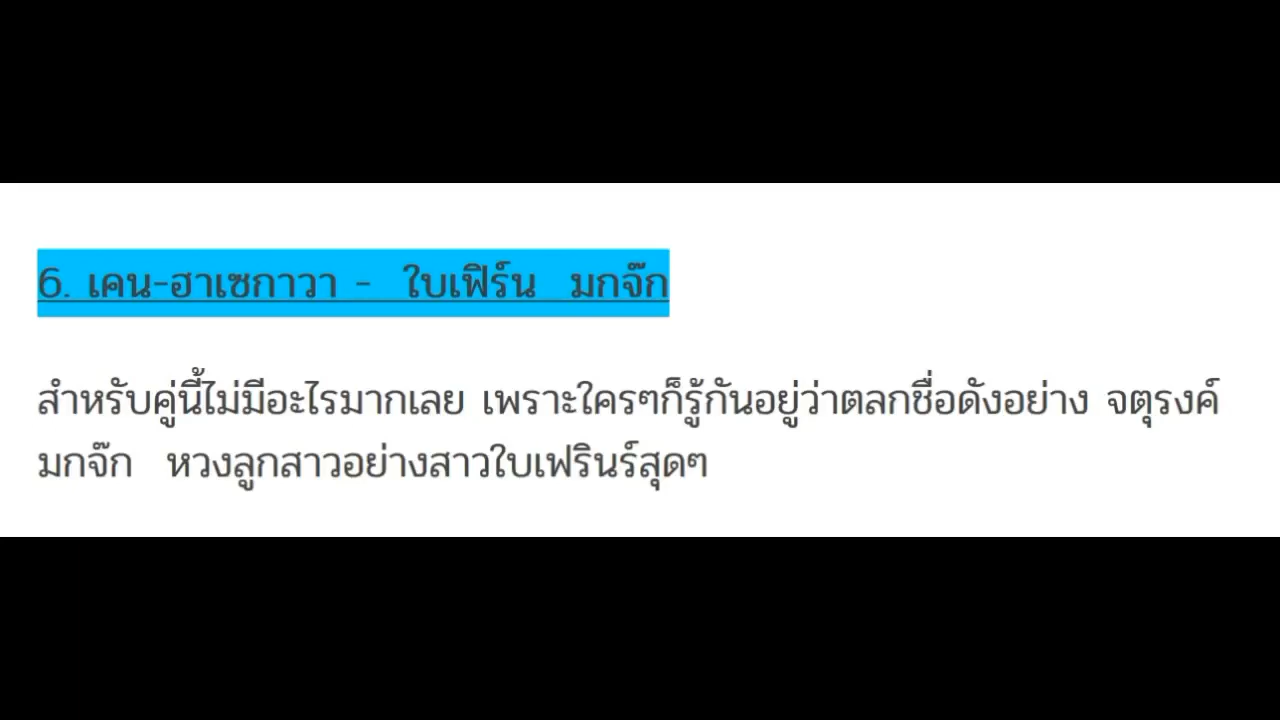 6. เคน-ฮาเซกาวา -  ใบเฟิร์น  มกจ๊ก
สำหรับคู่นี้ไม่มีอะไรมากเลย เพราะใครๆก็รู้กันอยู่ว่าตลกชื่อดังอย่าง จตุรงค์
มกจ๊ก  หวงลูกสาวอย่างสาวใบเฟรินร์สุดๆ